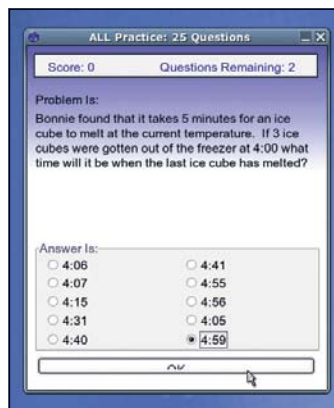 ALL Practice: 25 Questions
Score: 0 Questions Remaining: 2
Problem Is:
Bonnie found that it takes 5 minutes for an ice
cube to melt at the current temperature. If 3 ice
cubes were gotten out of the freezer at 4:00 what
time will it be when the last ice cube has melted?
Answer Is:
4:06 4:41
4:07 4:55
4:15 4:56
4:31 4:05
4:40 4:59